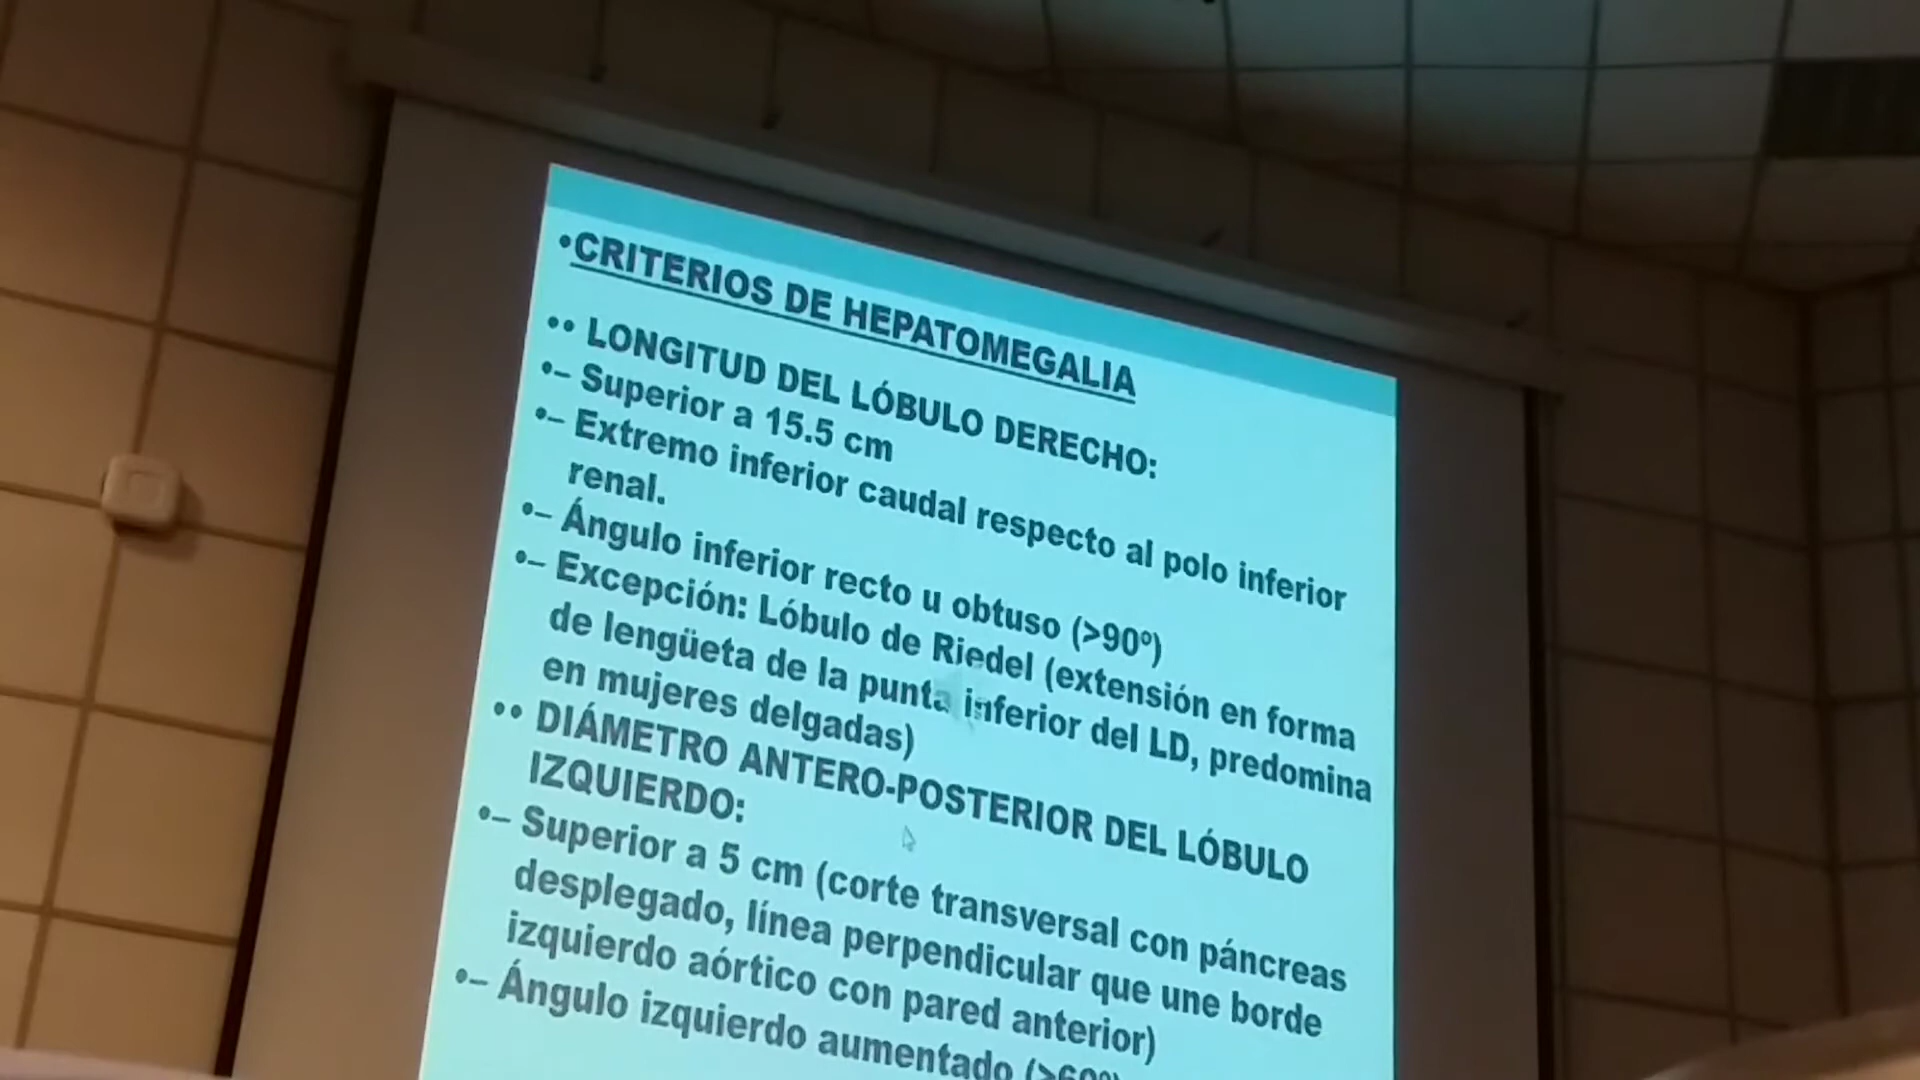 •CRITERIOS DE HEPATOMEGALIA
•• LONGITUD DEL LÓBULO DERECHO:
•– Superior a 15.5 cm
•– Extremo inferior caudal respecto al polo inferior
renal.
•– Ángulo inferior recto u obtuso (>90º)
•– Excepción: Lóbulo de Riedel (extensión en forma
de lengüeta de la punta inferior del LD, predomina
en mujeres delgadas)
•• DIÁMETRO ANTERO-POSTERIOR DEL LÓBULO
IZQUIERDO:
•– Superior a 5 cm (corte transversal con páncreas
desplegado, línea perpendicular que une borde
izquierdo aórtico con pared anterior)
•– Ángulo izquierdo aumentado (>60º)